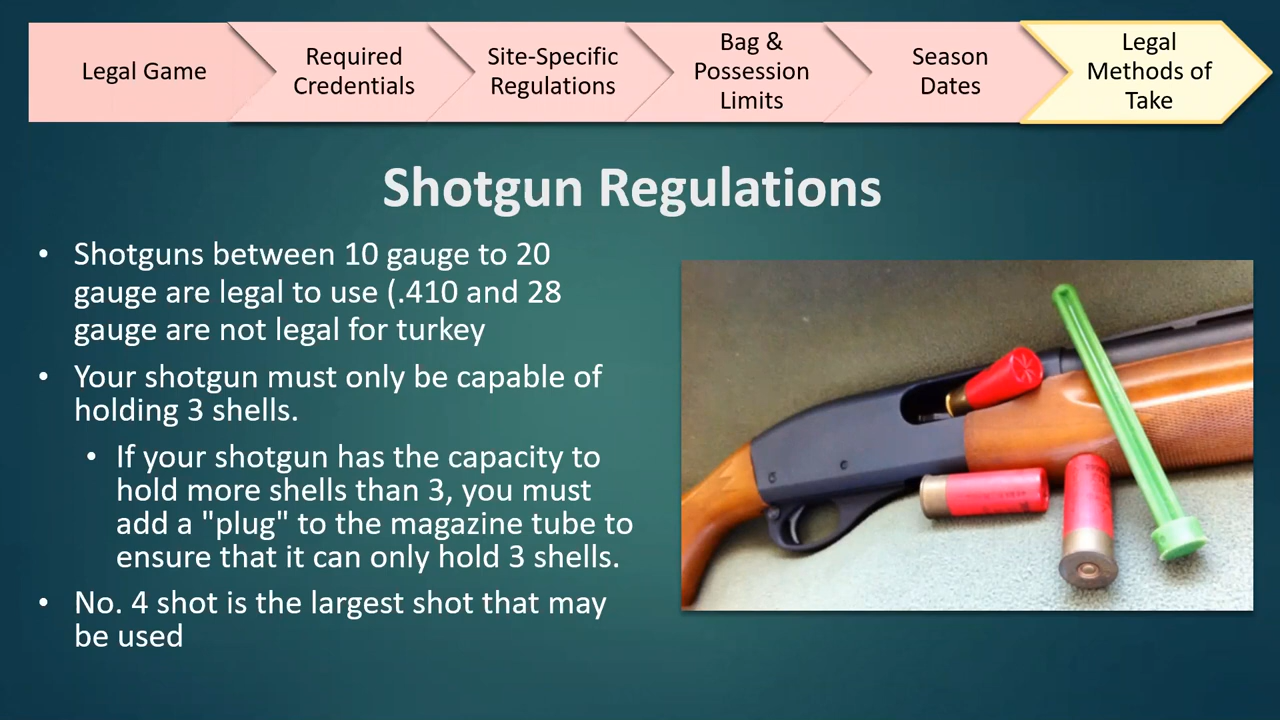 Legal Game
Required
Credentials
Site-Specific
Regulations
Bag &
Possession
Limits
Season
Dates
Legal
Methods of
Take
Shotgun Regulations
• Shotguns between 10 gauge to 20
gauge are legal to use (.410 and 28
gauge are not legal for turkey
• Your shotgun must only be capable of
holding 3 shells.
• If your shotgun has the capacity to
hold more shells than 3, you must
add a "plug" to the magazine tube to
ensure that it can only hold 3 shells.
• No. 4 shot is the largest shot that may
be used